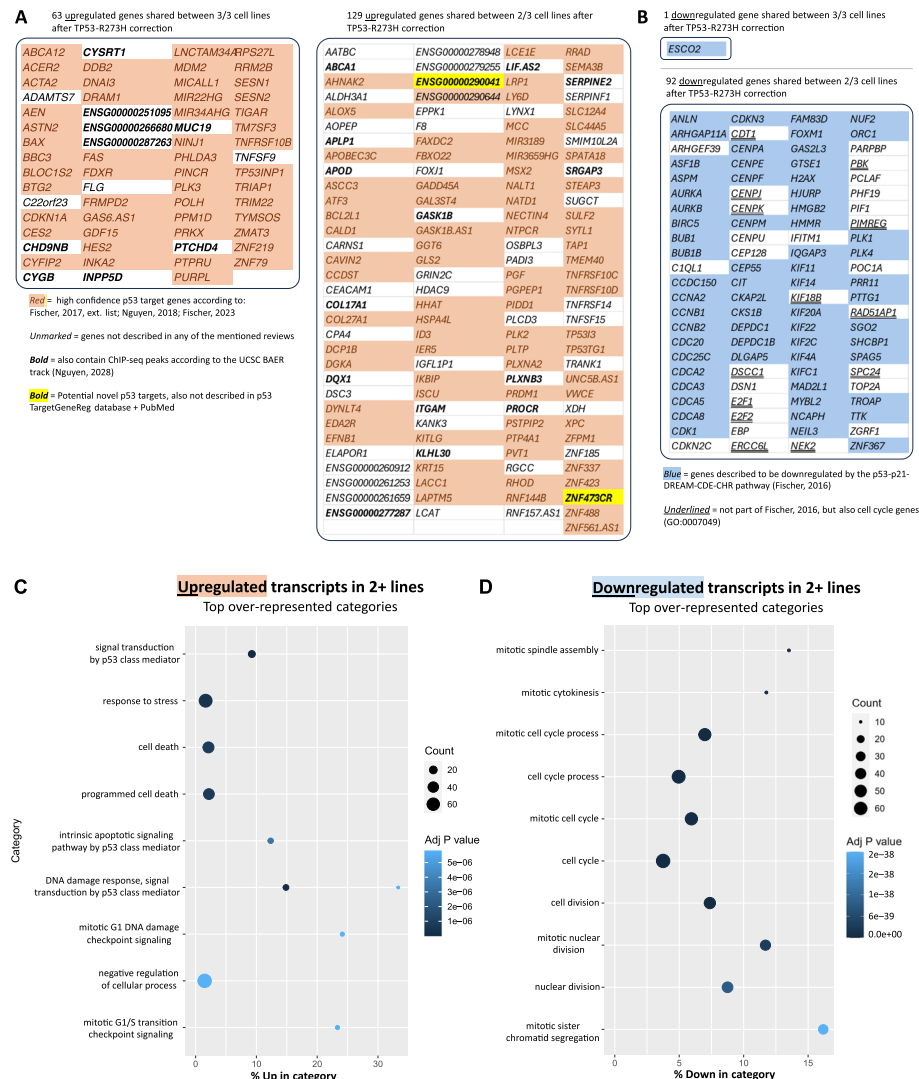 A
63 upregulated genes shared between 3/3 cell lines
after TP53-R273H correction
ABCA12 CYSRT1 LNCTAM34A RPS27L
ACER2 DDB2 MDM2 RRM2B
ACTA2 DNAI3 MICALL1 SESN1
ADAMTS7 DRAM1 MIR22HG SESN2
AEN ENSG00000251095 MIR34AHG TIGAR
ASTN2 ENSG00000266680 MUC19 TM7SF3
BAX ENSG00000287263 NINJ1 TNFRSF10B
BBC3 FAS PHLDA3 TNFSF9
BLOC1S2 FDXR PINCR TP53INP1
BTG2 FLG PLK3 TRIAP1
C22orf23 FRMPD2 POLH TRIM22
CDKN1A GAS6.AS1 PPM1D TYMSOS
CES2 GDF15 PRKX ZMAT3
CHD9NB HES2 PTCHD4 ZNF219
CYFIP2 INKA2 PTPRU ZNF79
CYGB INPP5D PURPL
Red = high confidence p53 target genes according to:
Fischer, 2017, ext. list; Nguyen, 2018; Fischer, 2023
Unmarked = genes not described in any of the mentioned reviews
Bold = also contain ChIP-seq peaks according to the UCSC BAER
track (Nguyen, 2028)
Bold = Potential novel p53 targets, also not described in p53
TargetGeneReg database + PubMed
129 upregulated genes shared between 2/3 cell lines
after TP53-R273H correction
AATBC ENSG00000278948 LCE1E RRAD
ABCA1 ENSG00000279255 LIF.AS2 SEMA3B
AHNAK2 ENSG00000290041 LRP1 SERPINE2
ALDH3A1 ENSG00000290644 LY6D SERPINF1
ALOX5 EPPK1 LYNX1 SLC12A4
AOPEP F8 MCC SLC44A5
APLP1 FAXDC2 MIR3189 SMIM10L2A
APOBEC3C FBXO22 MIR3659HG SPATA18
APOD FOXJ1 MSX2 SRGAP3
ASCC3 GADD45A NALT1 STEAP3
ATF3 GAL3ST4 NATD1 SUGCT
BCL2L1 GASK1B NECTIN4 SULF2
CALD1 GASK1B.AS1 NTPCR SYTL1
CARNS1 GGT6 OSBPL3 TAP1
CAVIN2 GLS2 PADI3 TMEM40
CCDST GRIN2C PGF TNFRSF10C
CEACAM1 HDAC9 PGPEP1 TNFRSF10D
COL17A1 HHAT PIDD1 TNFRSF14
COL27A1 HSPA4L PLCD3 TNFSF15
CPA4 ID3 PLK2 TP53I3
DCP1B IER5 PLTP TP53TG1
DGKA IGFL1P1 PLXNA2 TRANK1
DQX1 IKBIP PLXNB3 UNC5B.AS1
DSC3 ISCU PRDM1 VWCE
DYNLT4 ITGAM PROCR XDH
EDA2R KANK3 PSTPIP2 XPC
EFNB1 KITLG PTP4A1 ZFPM1
ELAPOR1 KLHL30 PVT1 ZNF185
ENSG00000260912 KRT15 RGCC ZNF337
ENSG00000261253 LACC1 RHOD ZNF423
ENSG00000261659 LAPTM5 RNF144B ZNF473CR
ENSG00000277287 LCAT RNF157.AS1 ZNF488
ZNF561.AS1
B
1 downregulated gene shared between 3/3 cell lines
after TP53-R273H correction
ESCO2
92 downregulated genes shared between 2/3 cell lines
after TP53-R273H correction
ANLN CDKN3 FAM83D NUF2
ARHGAP11A CDT1 FOXM1 ORC1
ARHGEF39 CENPA GAS2L3 PARPBP
ASF1B CENPE GTSE1 PBK
ASPM CENPF H2AX PCLAF
AURKA CENPJ HJURP PHF19
AURKB CENPK HMGB2 PIF1
BIRC5 CENPM HMMR PIMREG
BUB1 CENPU IFITM1 PLK1
BUB1B CEP128 IQGAP3 PLK4
C1QL1 CEP55 KIF11 POC1A
CCDC150 CIT KIF14 PRR11
CCNA2 CKAP2L KIF18B PTTG1
CCNB1 CKS1B KIF20A RAD51AP1
CCNB2 DEPDC1 KIF22 SGO2
CDC20 DEPDC1B KIF2C SHCBP1
CDC25C DLGAP5 KIF4A SPAG5
CDCA2 DSCC1 KIFC1 SPC24
CDCA3 DSN1 MAD2L1 TOP2A
CDCA5 E2F1 MYBL2 TROAP
CDCA8 E2F2 NCAPH TTK
CDK1 EBP NEIL3 ZGRF1
CDKN2C ERCC6L NEK2 ZNF367
Blue = genes described to be downregulated by the p53-p21-
DREAM-CDE-CHR pathway (Fischer, 2016)
Underlined = not part of Fischer, 2016, but also cell cycle genes
(GO:0007049)
C
Upregulated transcripts in 2+ lines
Top over-represented categories
Category
signal transduction
by p53 class mediator
response to stress
cell death
programmed cell death
intrinsic apoptotic signaling
pathway by p53 class mediator
DNA damage response, signal
transduction by p53 class mediator
mitotic G1 DNA damage
checkpoint signaling
negative regulation
of cellular process
mitotic G1/S transition
checkpoint signaling
0 10 20 30
% Up in category
Count
20
40
60
Adj P value
5e-06
4e-06
3e-06
2e-06
1e-06
D
Downregulated transcripts in 2+ lines
Top over-represented categories
mitotic spindle assembly
mitotic cytokinesis
mitotic cell cycle process
cell cycle process
mitotic cell cycle
cell cycle
cell division
mitotic nuclear
division
nuclear division
mitotic sister
chromatid segregation
0 5 10 15
% Down in category
Count
10
20
30
40
50
60
Adj P value
2e-38
2e-38
1e-38
6e-39
0.0e+00